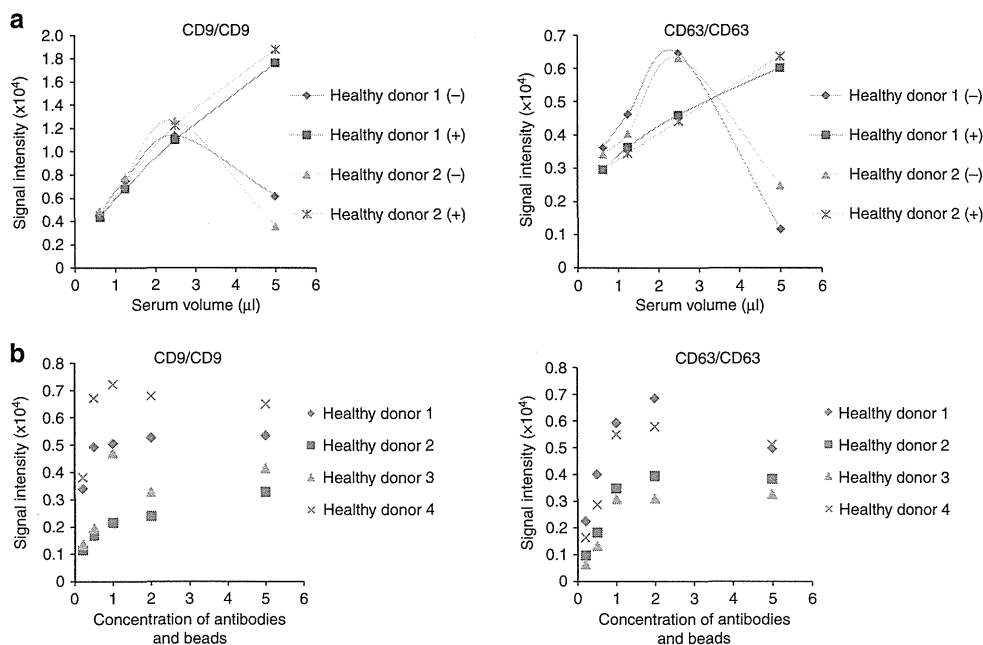 a
CD9/CD9
Signal intensity (x10⁴)
2.0
1.8
1.6
1.4
1.2
1.0
0.8
0.6
0.4
0.2
0
0 1 2 3 4 5 6
Serum volume (µl)
Healthy donor 1 (−)
Healthy donor 1 (+)
Healthy donor 2 (−)
Healthy donor 2 (+)
CD63/CD63
Signal intensity (×10⁴)
0.7
0.6
0.5
0.4
0.3
0.2
0.1
0
0 1 2 3 4 5 6
Serum volume (µl)
Healthy donor 1 (−)
Healthy donor 1 (+)
Healthy donor 2 (−)
Healthy donor 2 (+)
b
CD9/CD9
Signal intensity (×10⁴)
0.8
0.7
0.6
0.5
0.4
0.3
0.2
0.1
0
0 1 2 3 4 5 6
Concentration of antibodies
and beads
Healthy donor 1
Healthy donor 2
Healthy donor 3
Healthy donor 4
CD63/CD63
Signal intensity (×10⁴)
0.8
0.7
0.6
0.5
0.4
0.3
0.2
0.1
0
0 1 2 3 4 5 6
Concentration of antibodies
and beads
Healthy donor 1
Healthy donor 2
Healthy donor 3
Healthy donor 4